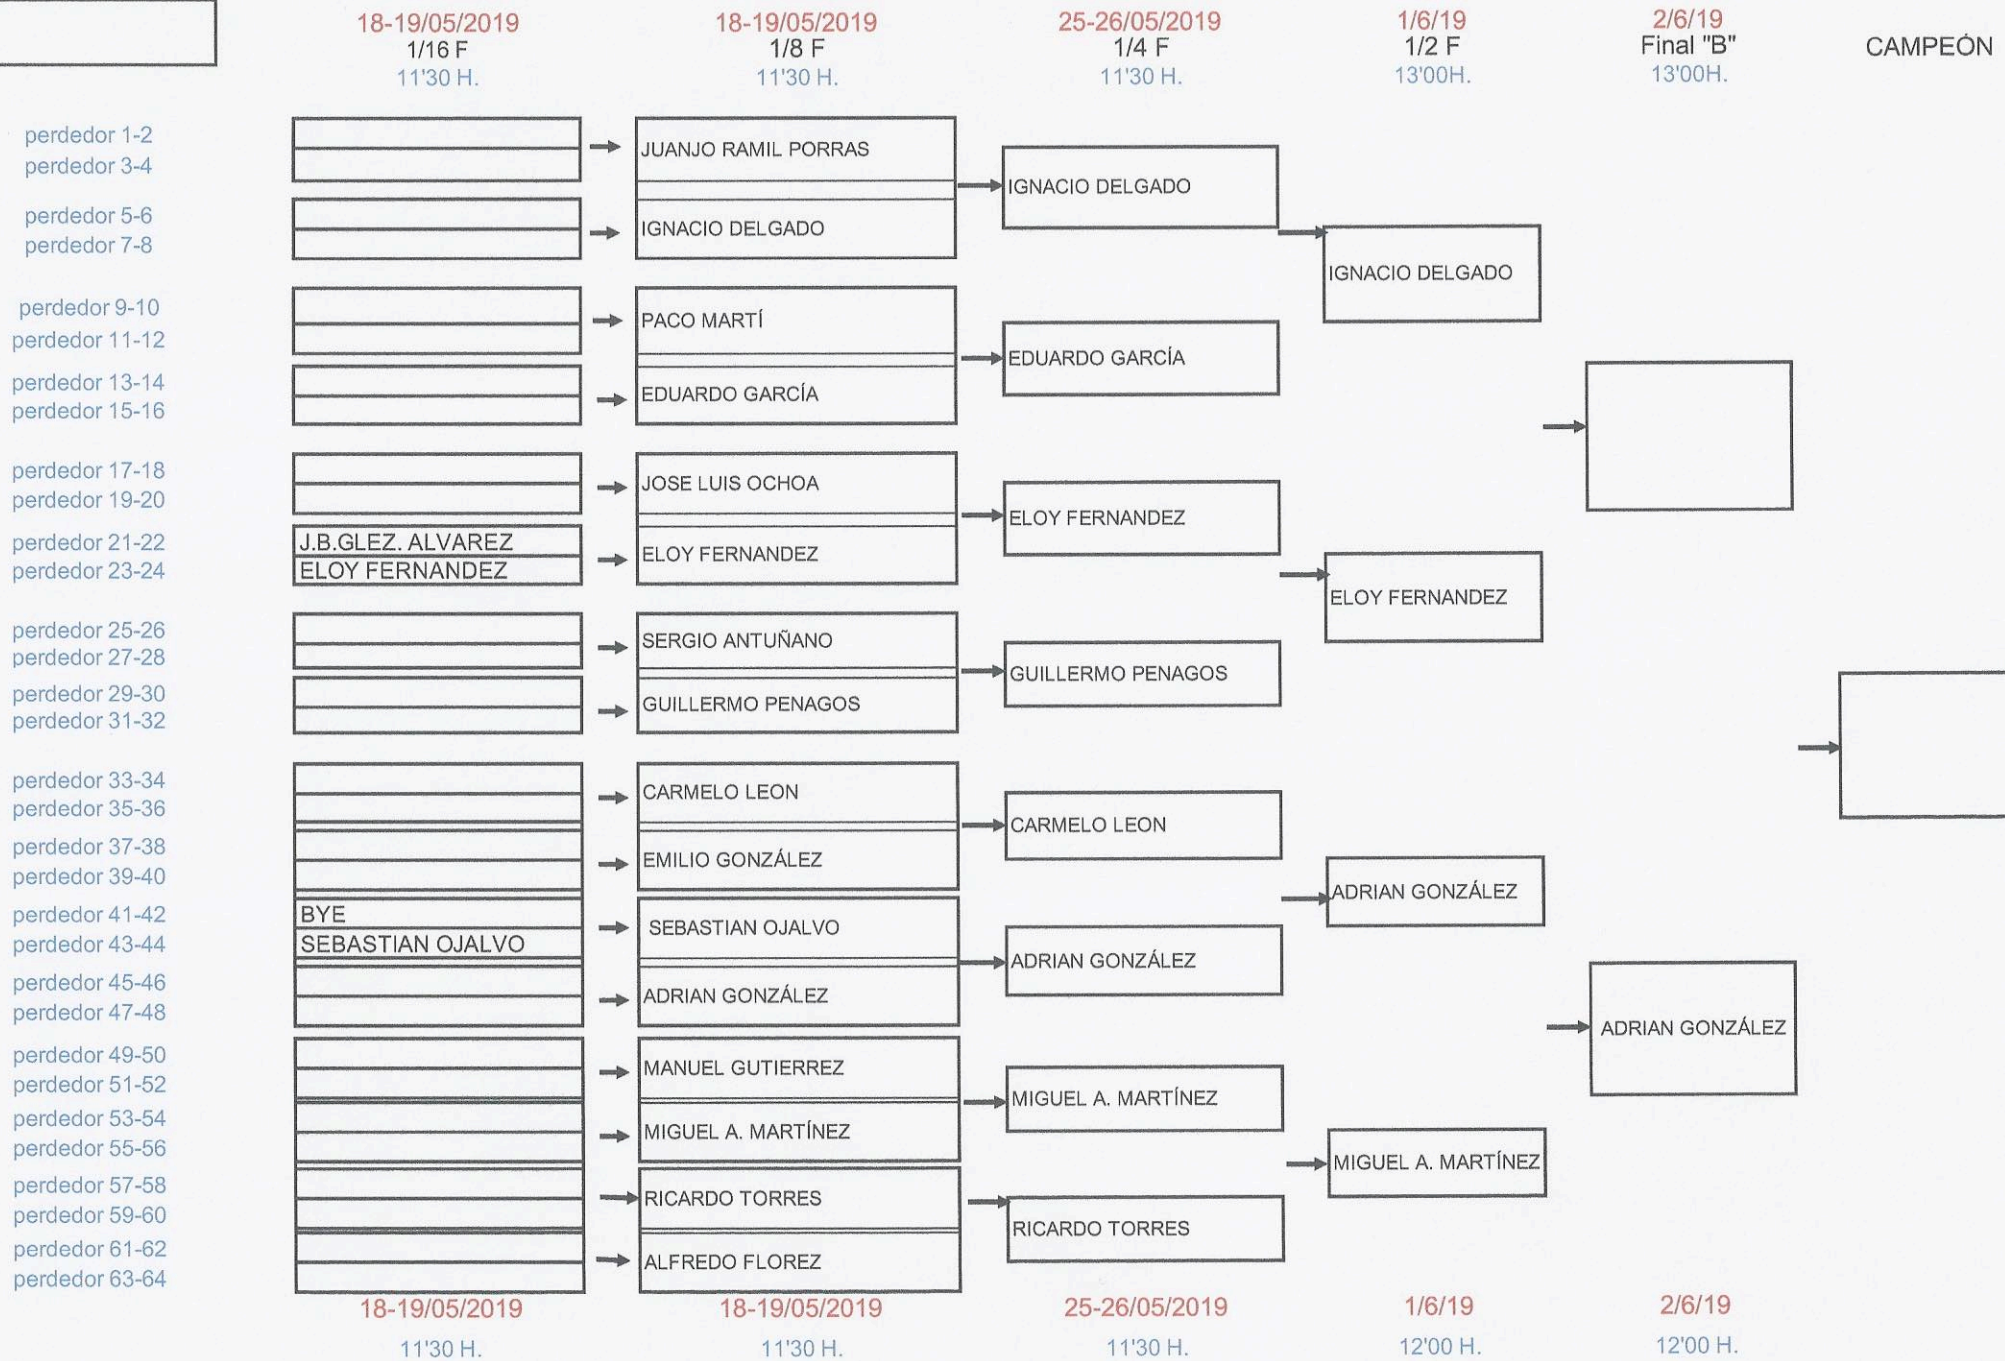 18-19/05/2019
1/16 F
11'30 H.
18-19/05/2019
1/8 F
11'30 H.
25-26/05/2019
1/4 F
11'30 H.
1/6/19
1/2 F
13'00H.
2/6/19
Final "B"
13'00H.
CAMPEÓN
perdedor 1-2
perdedor 3-4
perdedor 5-6
perdedor 7-8
perdedor 9-10
perdedor 11-12
perdedor 13-14
perdedor 15-16
perdedor 17-18
perdedor 19-20
perdedor 21-22
perdedor 23-24
perdedor 25-26
perdedor 27-28
perdedor 29-30
perdedor 31-32
perdedor 33-34
perdedor 35-36
perdedor 37-38
perdedor 39-40
perdedor 41-42
perdedor 43-44
perdedor 45-46
perdedor 47-48
perdedor 49-50
perdedor 51-52
perdedor 53-54
perdedor 55-56
perdedor 57-58
perdedor 59-60
perdedor 61-62
perdedor 63-64
J.B.GLEZ. ALVAREZ
ELOY FERNANDEZ
BYE
SEBASTIAN OJALVO
JUANJO RAMIL PORRAS
IGNACIO DELGADO
PACO MARTÍ
EDUARDO GARCÍA
JOSE LUIS OCHOA
ELOY FERNANDEZ
SERGIO ANTUÑANO
GUILLERMO PENAGOS
CARMELO LEON
EMILIO GONZÁLEZ
SEBASTIAN OJALVO
ADRIAN GONZÁLEZ
MANUEL GUTIERREZ
MIGUEL A. MARTÍNEZ
RICARDO TORRES
ALFREDO FLOREZ
IGNACIO DELGADO
EDUARDO GARCÍA
ELOY FERNANDEZ
GUILLERMO PENAGOS
CARMELO LEON
ADRIAN GONZÁLEZ
MIGUEL A. MARTÍNEZ
RICARDO TORRES
IGNACIO DELGADO
ELOY FERNANDEZ
ADRIAN GONZÁLEZ
MIGUEL A. MARTÍNEZ
ADRIAN GONZÁLEZ
18-19/05/2019
11'30 H.
18-19/05/2019
11'30 H.
25-26/05/2019
11'30 H.
1/6/19
12'00 H.
2/6/19
12'00 H.